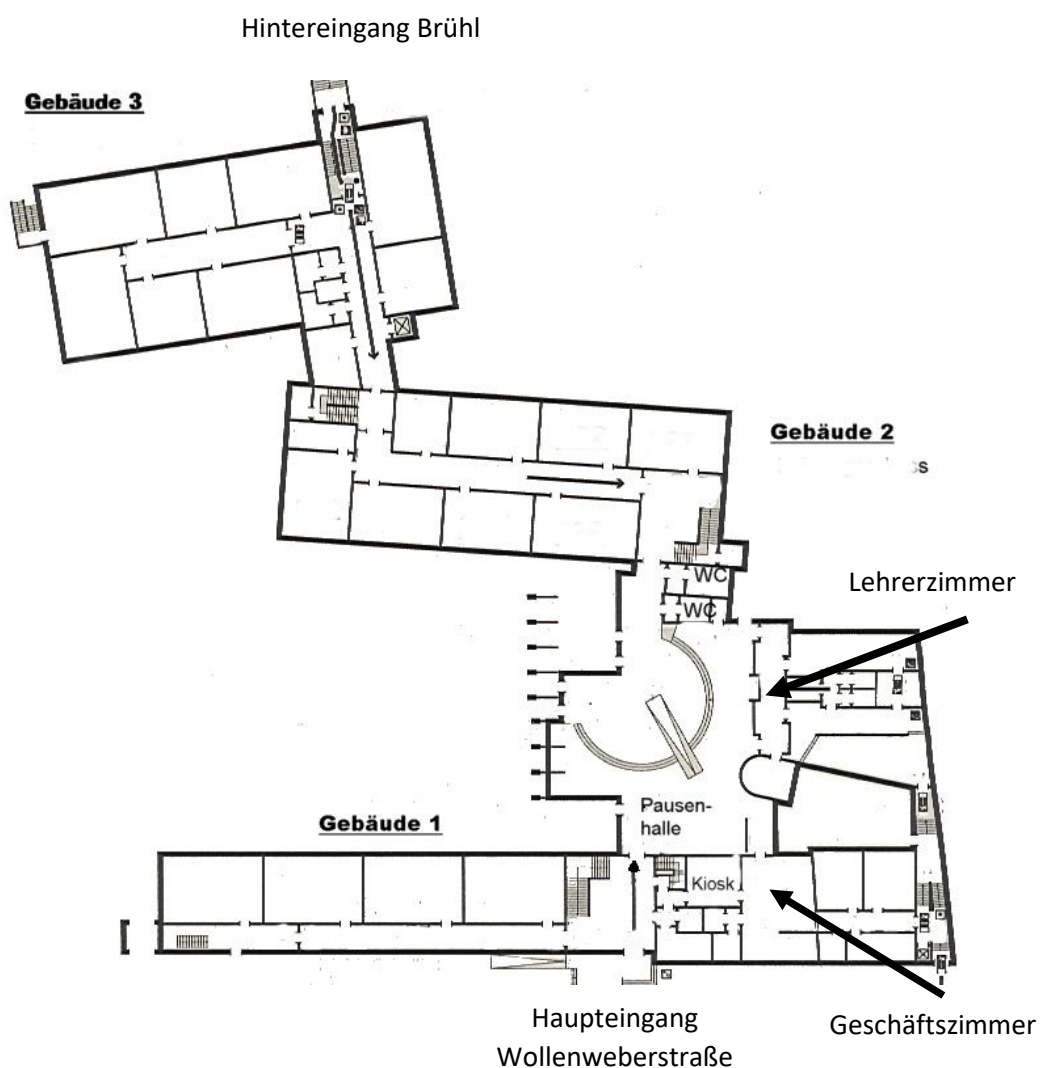 Hintereingang Brühl
Gebäude 3
Gebäude 2
s
WC
WC
Lehrerzimmer
Pausen-
halle
Gebäude 1
Kiosk
Haupteingang
Wollenweberstraße
Geschäftszimmer